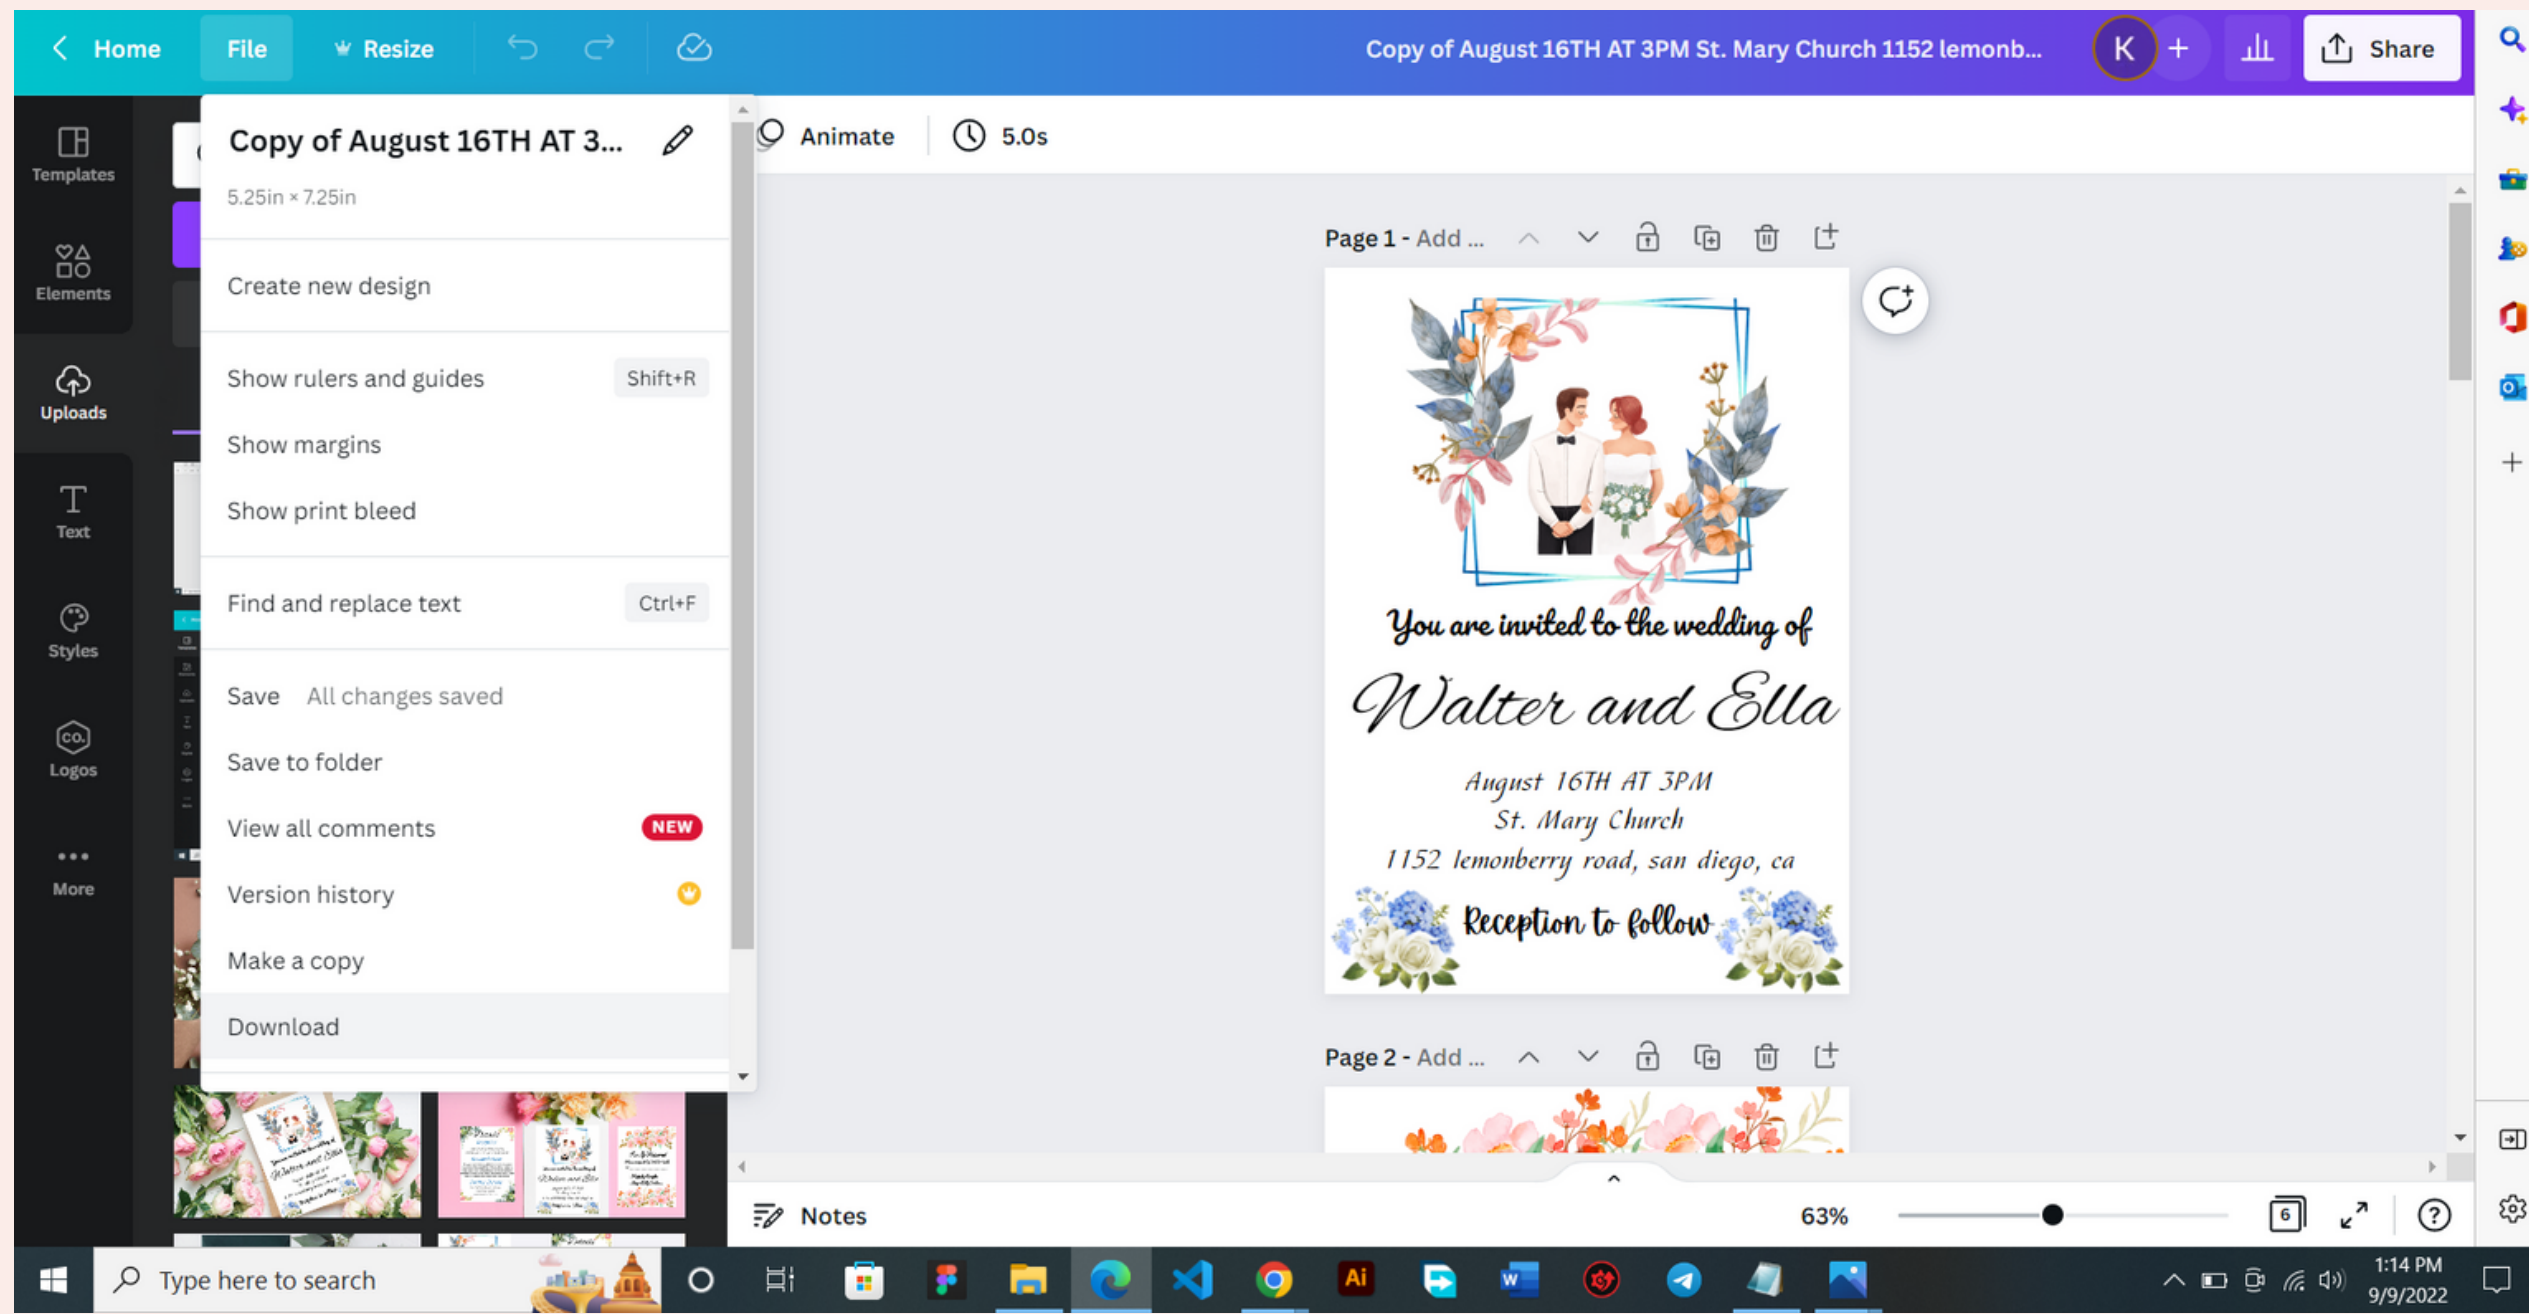 Home
File
Resize
Copy of August 16TH AT 3PM St. Mary Church 1152 lemonb...
K
Share
Templates
Elements
Uploads
Text
Styles
CO.
Logos
More
Copy of August 16TH AT 3...
5.25in × 7.25in
Create new design
Show rulers and guides Shift+R
Show margins
Show print bleed
Find and replace text Ctrl+F
Save All changes saved
Save to folder
View all comments NEW
Version history
Make a copy
Download
Animate
5.0s
Page 1 - Add ...
You are invited to the wedding of
Walter and Ella
August 16TH AT 3PM
St. Mary Church
1152 lemonberry road, san diego, ca
Reception to follow
Page 2 - Add ...
Walter and Ella
Notes
63%
6
Type here to search
Ai
W
1:14 PM
9/9/2022